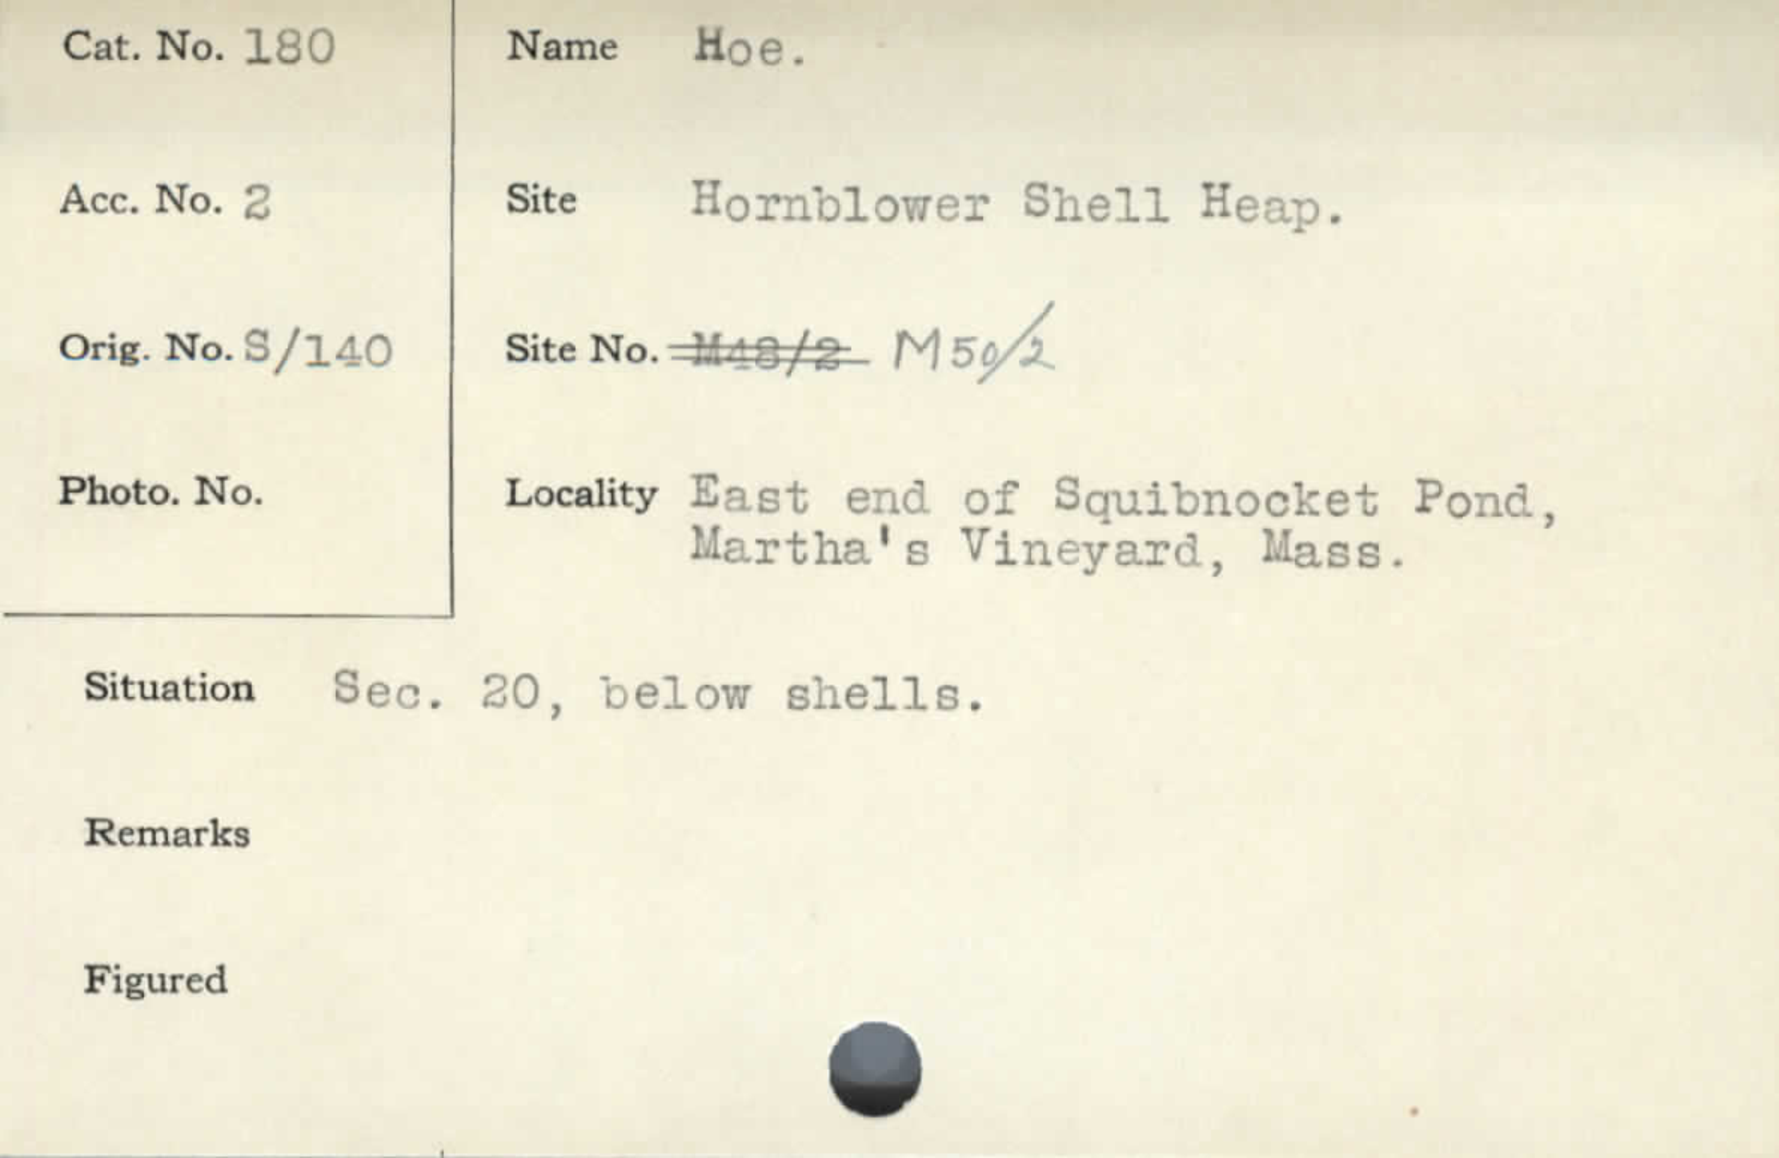 Cat. No. 180
Name Hoe.
Acc. No. 2
Site Hornblower Shell Heap.
Orig. No. S/140
Site No. M48/2 M50/2
Photo. No.
Locality East end of Squibnocket Pond,
Martha's Vineyard, Mass.
Situation Sec. 20, below shells.
Remarks
Figured